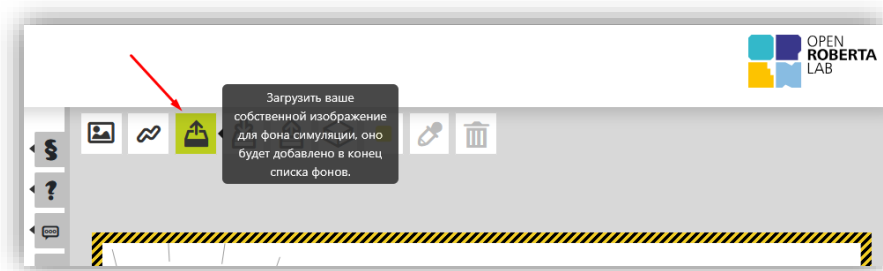 OPEN
ROBERTA
LAB
Загрузить ваше
собственной изображение
для фона симуляции, оно
будет добавлено в конец
списка фонов.
§
?